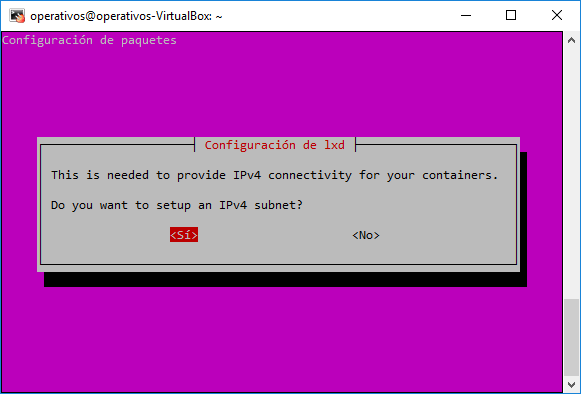 operativos@operativos-VirtualBox: ~
Configuración de paquetes
Configuración de lxd
This is needed to provide IPv4 connectivity for your containers.
Do you want to setup an IPv4 subnet?
<Sí> <No>